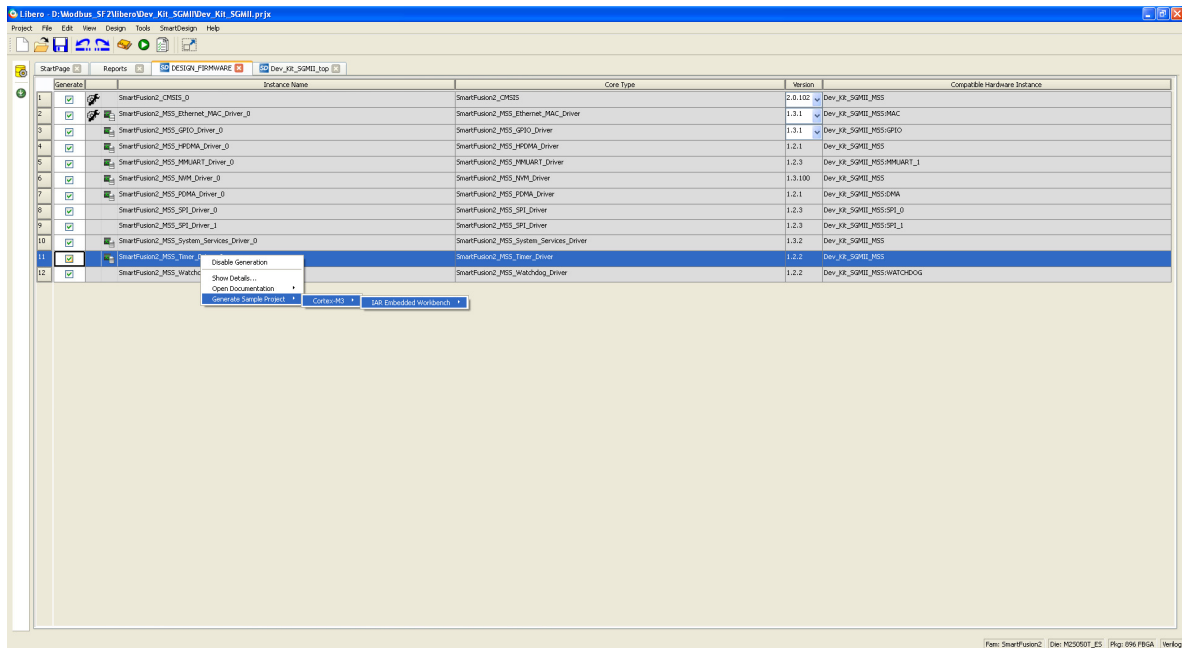 Libero - D:\Modbus_SF2\libero\Dev_Kit_SGMII\Dev_Kit_SGMII.prjx
Project File Edit View Design Tools SmartDesign Help
StartPage Reports DESIGN_FIRMWARE Dev_Kit_SGMII_top
Generate Instance Name Core Type Version Compatible Hardware Instance
1 SmartFusion2_CMSIS_0 SmartFusion2_CMSIS 2.0.102 Dev_Kit_SGMII_MSS
2 SmartFusion2_MSS_Ethernet_MAC_Driver_0 SmartFusion2_MSS_Ethernet_MAC_Driver 1.3.1 Dev_Kit_SGMII_MSS:MAC
3 SmartFusion2_MSS_GPIO_Driver_0 SmartFusion2_MSS_GPIO_Driver 1.3.1 Dev_Kit_SGMII_MSS:GPIO
4 SmartFusion2_MSS_HPDMA_Driver_0 SmartFusion2_MSS_HPDMA_Driver 1.2.1 Dev_Kit_SGMII_MSS
5 SmartFusion2_MSS_MMUART_Driver_0 SmartFusion2_MSS_MMUART_Driver 1.2.3 Dev_Kit_SGMII_MSS:MMUART_1
6 SmartFusion2_MSS_NVM_Driver_0 SmartFusion2_MSS_NVM_Driver 1.3.100 Dev_Kit_SGMII_MSS
7 SmartFusion2_MSS_PDMA_Driver_0 SmartFusion2_MSS_PDMA_Driver 1.2.1 Dev_Kit_SGMII_MSS:DMA
8 SmartFusion2_MSS_SPI_Driver_0 SmartFusion2_MSS_SPI_Driver 1.2.3 Dev_Kit_SGMII_MSS:SPI_0
9 SmartFusion2_MSS_SPI_Driver_1 SmartFusion2_MSS_SPI_Driver 1.2.3 Dev_Kit_SGMII_MSS:SPI_1
10 SmartFusion2_MSS_System_Services_Driver_0 SmartFusion2_MSS_System_Services_Driver 1.3.2 Dev_Kit_SGMII_MSS
11 SmartFusion2_MSS_Timer_D SmartFusion2_MSS_Timer_Driver 1.2.2 Dev_Kit_SGMII_MSS
12 SmartFusion2_MSS_Watchd SmartFusion2_MSS_Watchdog_Driver 1.2.2 Dev_Kit_SGMII_MSS:WATCHDOG
Disable Generation
Show Details...
Open Documentation
Generate Sample Project Cortex-M3 IAR Embedded Workbench
Fam: SmartFusion2 Die: M2S050T_ES Pkg: 896 FBGA Verilog